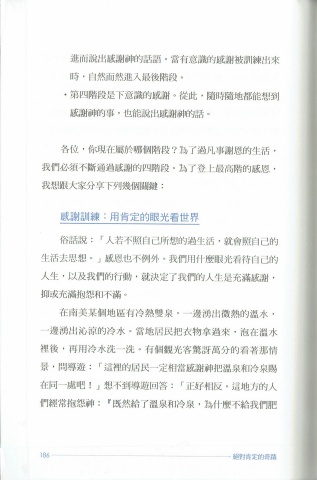 進而說出感謝神的話語，當有意識的感謝被訓練出來
時，自然而然進入最後階段。
・第四階段是下意識的感謝。從此，隨時隨地都能想到
感謝神的事，也能說出感謝神的話。
各位，你現在屬於哪個階段？為了過凡事謝恩的生活，
我們必須不斷通過感謝的四階段。為了登上最高階的感恩，
我想跟大家分享下列幾個關鍵：
感謝訓練：用肯定的眼光看世界
俗話說：「人若不照自己所想的過生活，就會照自己的
生活去思想。」感恩也不例外。我們用什麼眼光看待自己的
人生，以及我們的行動，就決定了我們的人生是充滿感謝，
抑或充滿抱怨和不滿。
在南美某個地區有冷熱雙泉，一邊湧出微熱的溫水，
一邊湧出沁涼的冷水。當地居民把衣物拿過來，泡在溫水
裡後，再用冷水洗一洗。有個觀光客驚訝萬分的看著那情
景，問導遊：「這裡的居民一定相當感謝神把溫泉和冷泉賜
在同一處吧！」想不到導遊回答：「正好相反，這地方的人
們經常抱怨神：『既然給了溫泉和冷泉，為什麼不給我們肥
186
絕對肯定的奇蹟